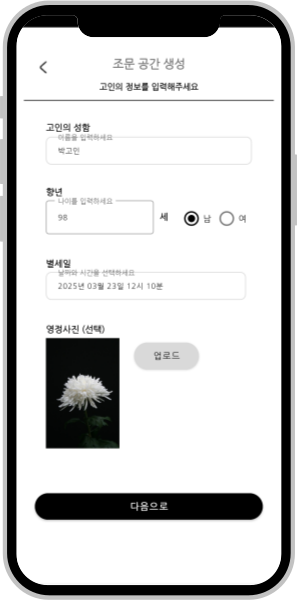 조문 공간 생성
고인의 정보를 입력해주세요
고인의 성함
이름을 입력하세요
박고인
향년
나이를 입력하세요
98 세 남 여
별세일
날짜와 시간을 선택하세요
2025년 03월 23일 12시 10분
영정사진 (선택)
업로드
다음으로